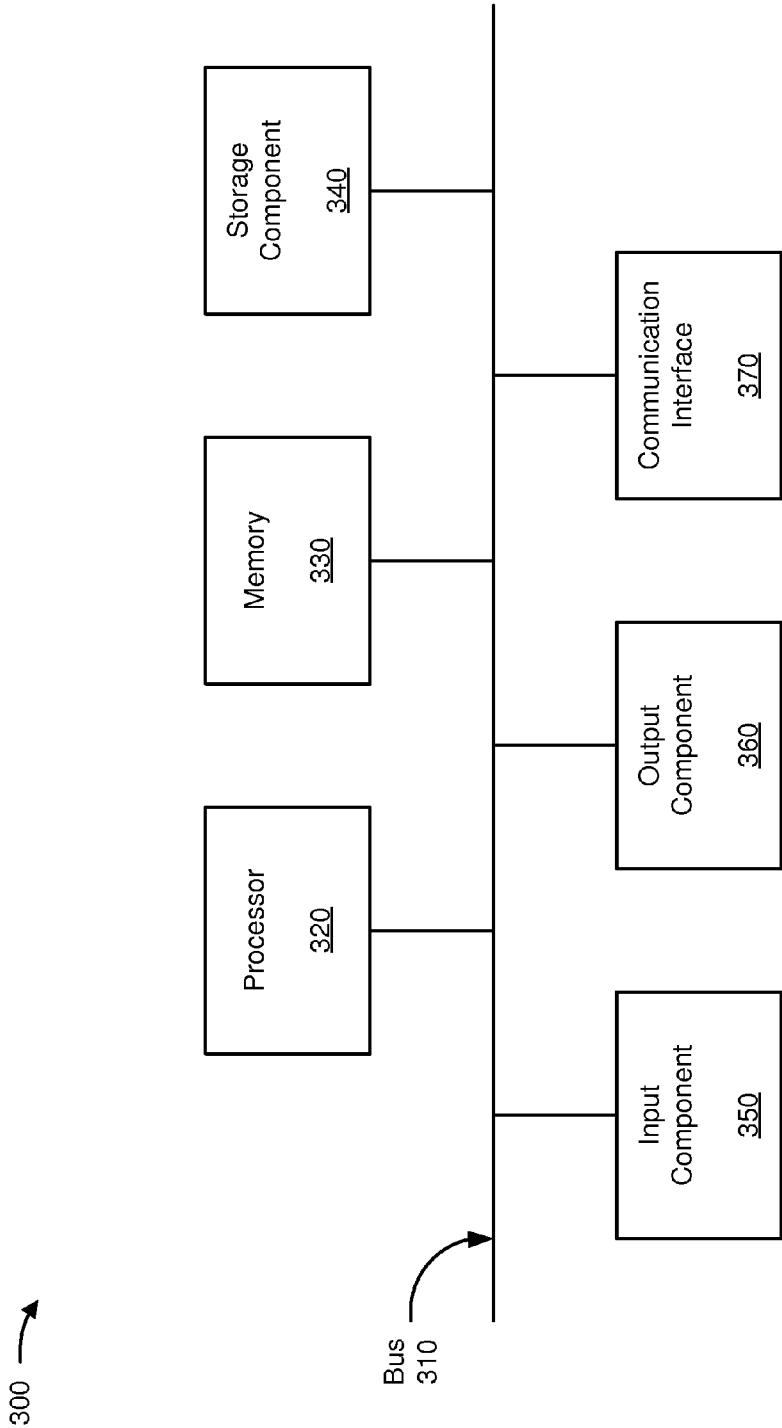 300
Processor
320
Memory
330
Storage
Component
340
Bus
310
Input
Component
350
Output
Component
360
Communication
Interface
370